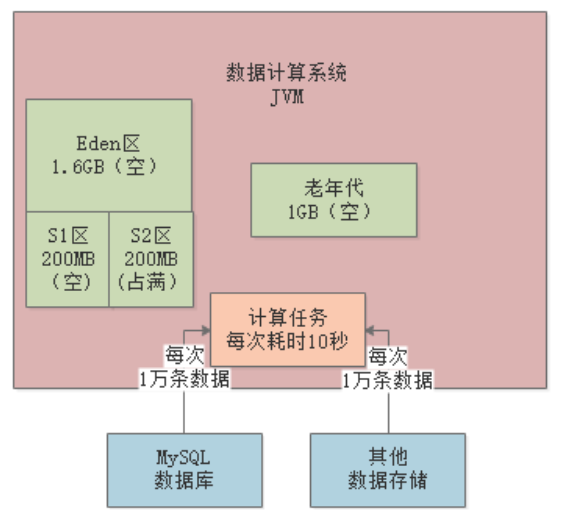 数据计算系统
JVM
Eden区
1.6GB（空）
老年代
1GB（空）
S1区
200MB
（空）
S2区
200MB
(占满）
计算任务
每次耗时10秒
每次
1万条数据
每次
1万条数据
MySQL
数据库
其他
数据存储